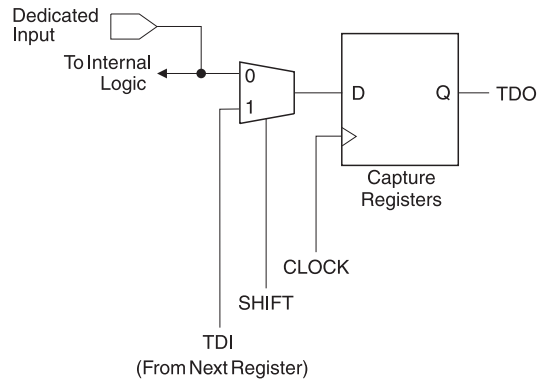 Dedicated
Input
To Internal
Logic
0
1
D
Q
TDO
Capture
Registers
CLOCK
SHIFT
TDI
(From Next Register)